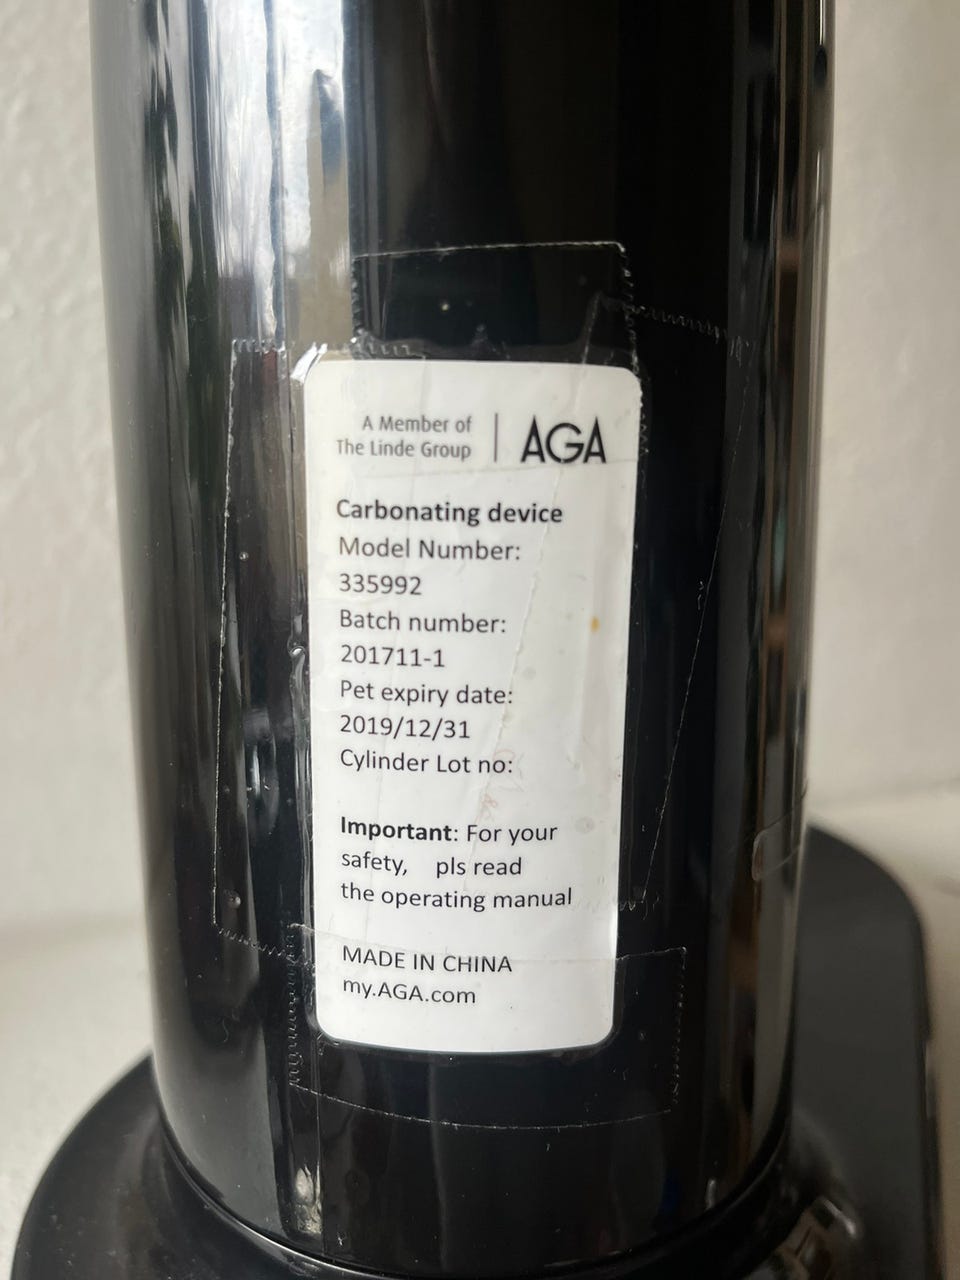 A Member of
The Linde Group
AGA
Carbonating device
Model Number:
335992
Batch number:
201711-1
Pet expiry date:
2019/12/31
Cylinder Lot no:
Important: For your
safety, pls read
the operating manual
MADE IN CHINA
my.AGA.com